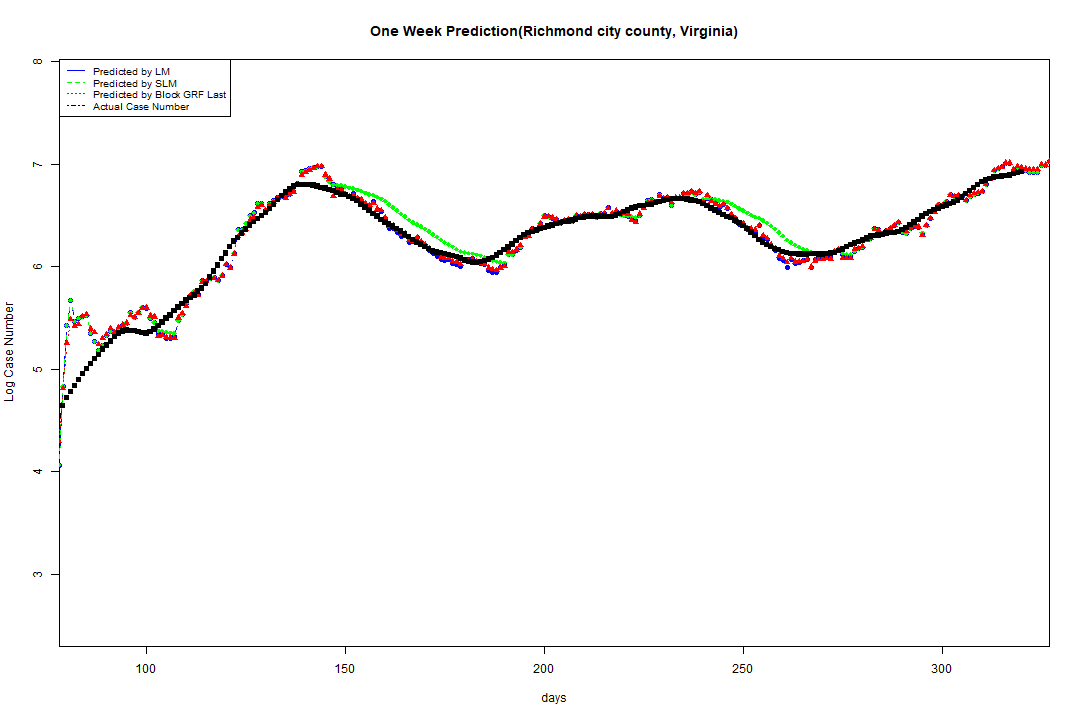 One Week Prediction(Richmond city county, Virginia)
Predicted by LM
Predicted by SLM
Predicted by Block GRF Last
Actual Case Number
8
7
6
5
4
3
Log Case Number
100 150 200 250 300
days